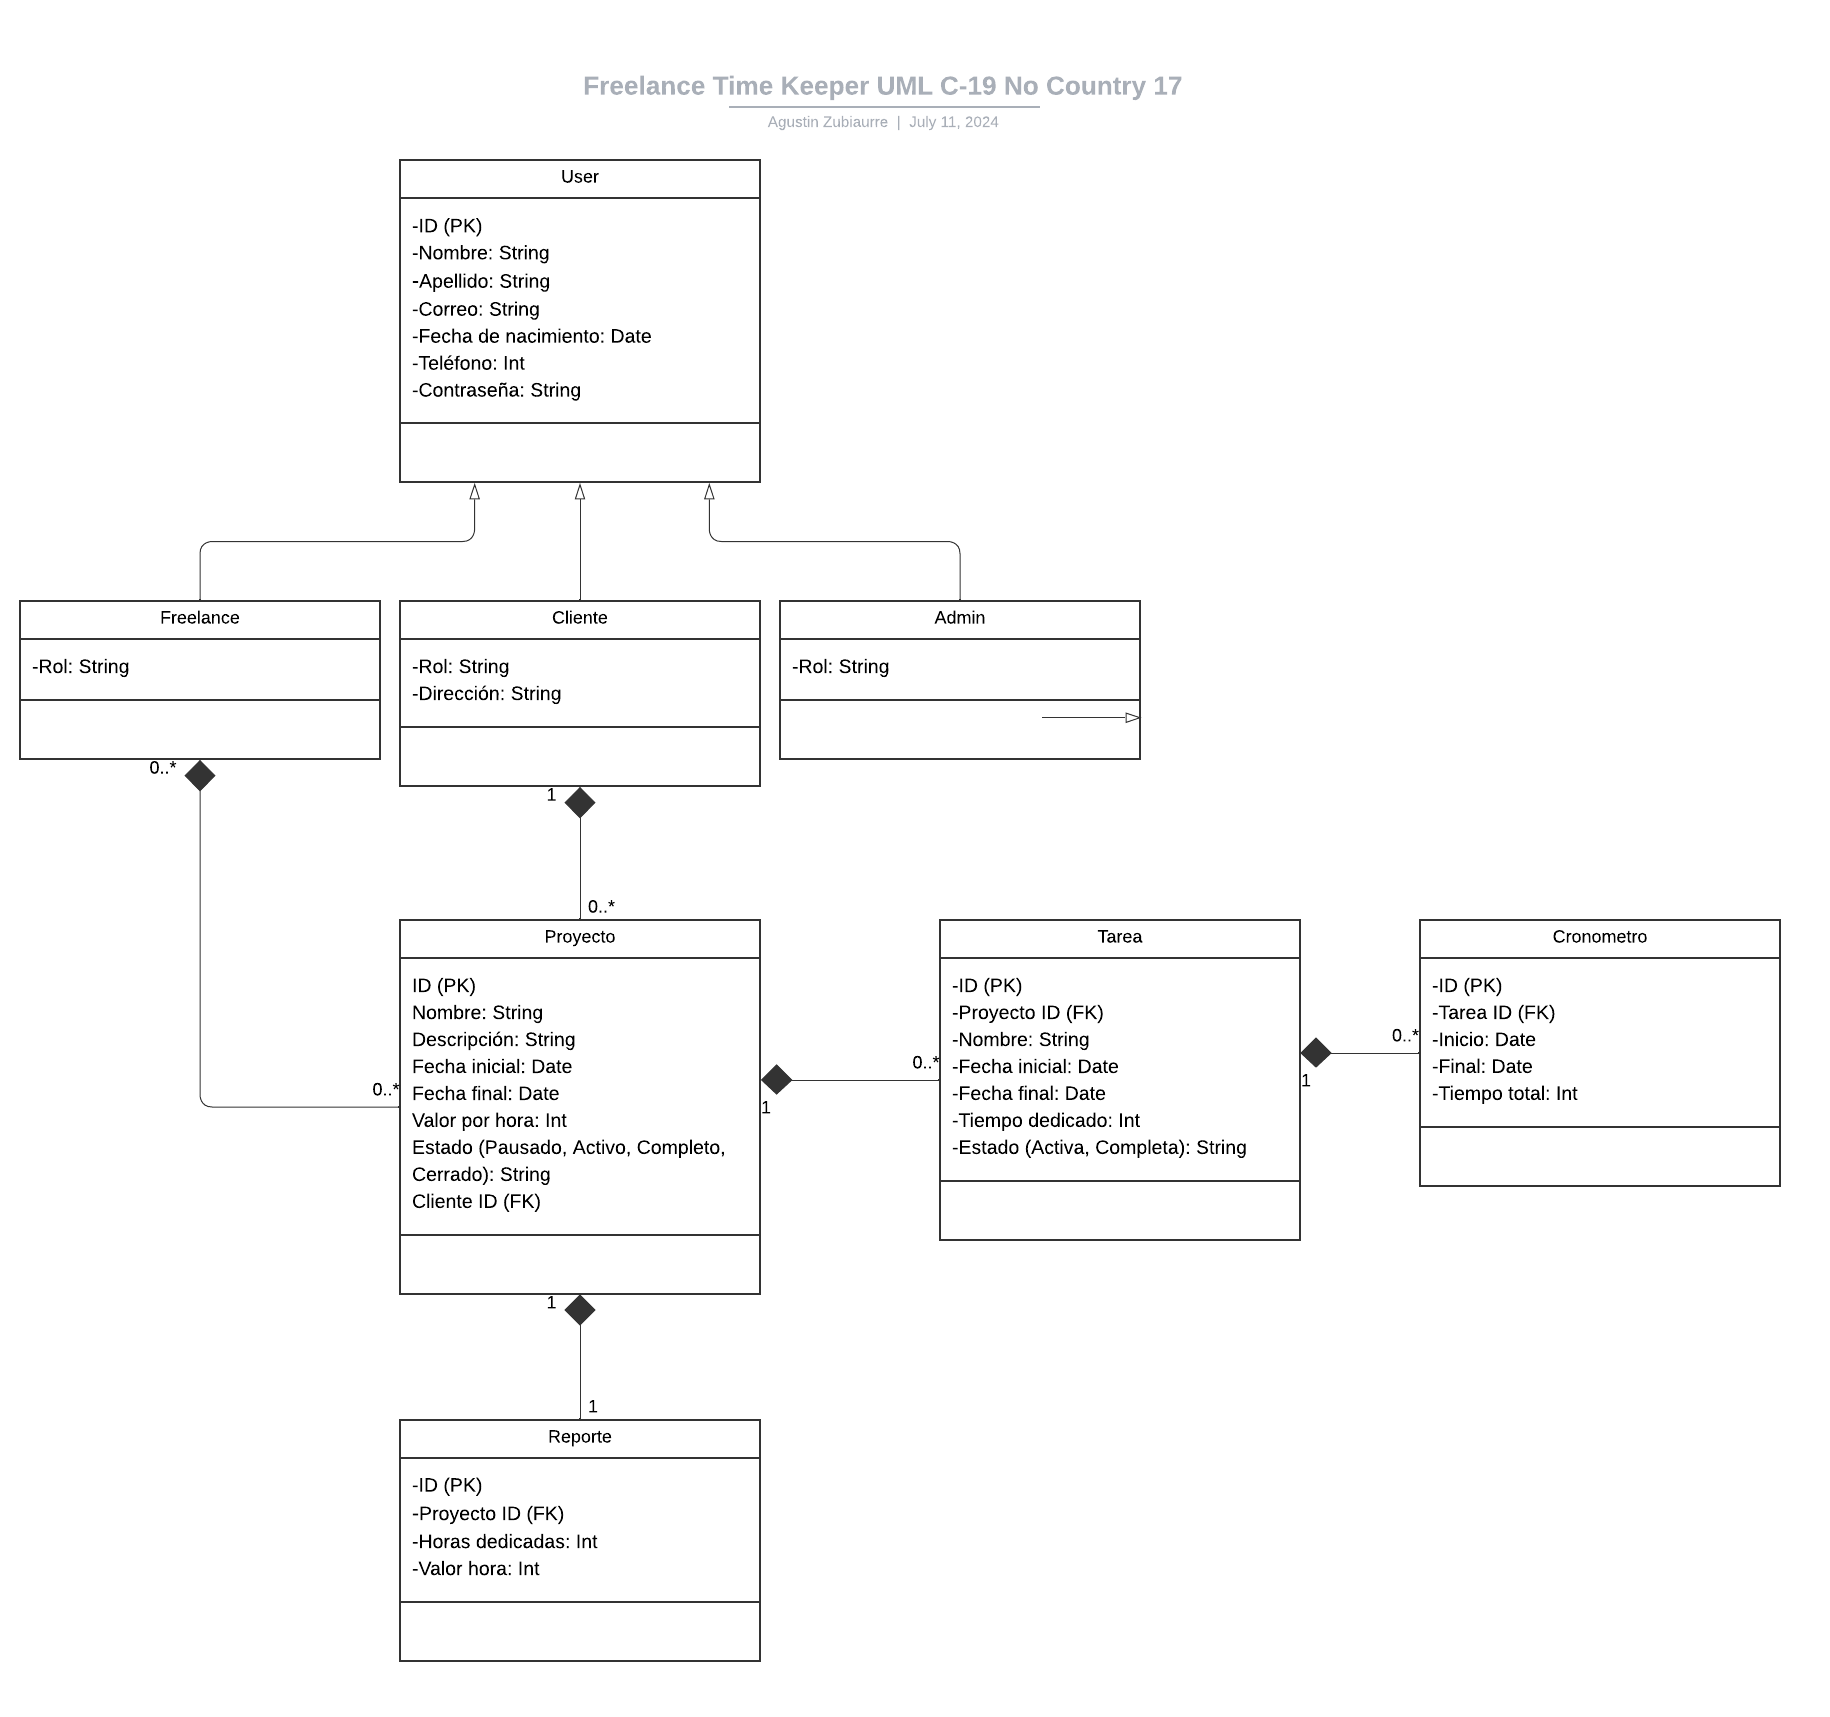 Freelance Time Keeper UML C-19 No Country 17
Agustin Zubiaurre | July 11, 2024
User
-ID (PK)
-Nombre: String
-Apellido: String
-Correo: String
-Fecha de nacimiento: Date
-Teléfono: Int
-Contraseña: String
Freelance
-Rol: String
0..*
Cliente
-Rol: String
-Dirección: String
1
0..*
Admin
-Rol: String
Proyecto
ID (PK)
Nombre: String
Descripción: String
Fecha inicial: Date
Fecha final: Date
Valor por hora: Int
Estado (Pausado, Activo, Completo,
Cerrado): String
Cliente ID (FK)
0..*
1
0..*
Tarea
-ID (PK)
-Proyecto ID (FK)
-Nombre: String
-Fecha inicial: Date
-Fecha final: Date
-Tiempo dedicado: Int
-Estado (Activa, Completa): String
1
0..*
Cronometro
-ID (PK)
-Tarea ID (FK)
-Inicio: Date
-Final: Date
-Tiempo total: Int
1
1
Reporte
-ID (PK)
-Proyecto ID (FK)
-Horas dedicadas: Int
-Valor hora: Int